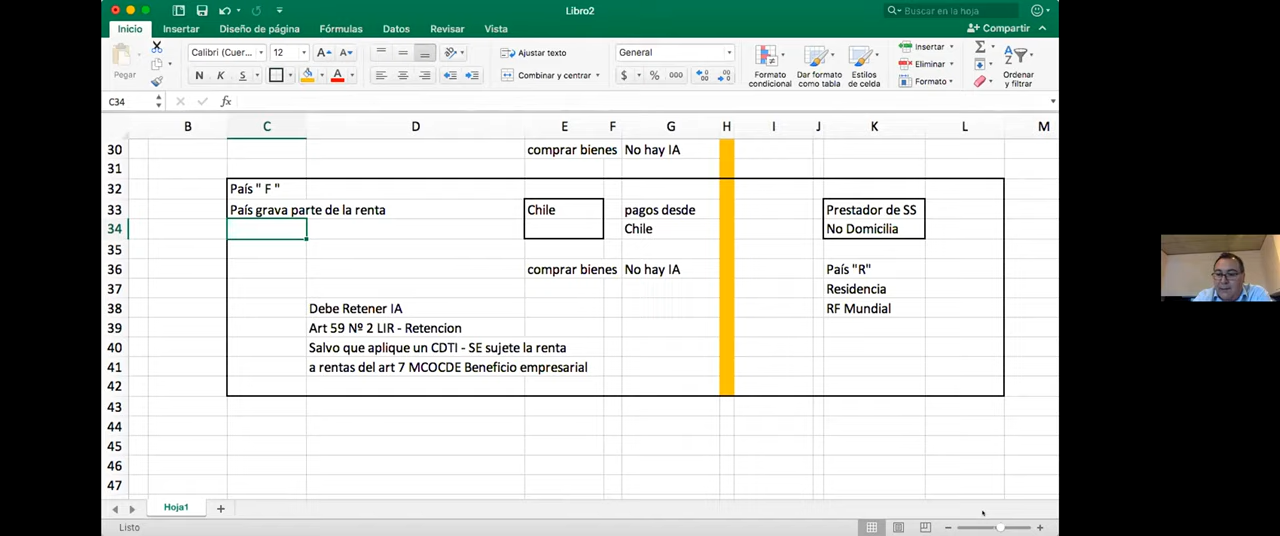 Libro2
Buscar en la hoja
Inicio Insertar Diseño de página Fórmulas Datos Revisar Vista
Compartir
Pegar
Calibri (Cuer... 12 A A
N K S A
Ajustar texto
Combinar y centrar
General
$ % 000
Formato condicional
Dar formato como tabla
Estilos de celda
Insertar
Eliminar
Formato
Ordenar y filtrar
C34 fx
B C D E F G H I J K L M
30 comprar bienes No hay IA
31
32 País " F "
33 País grava parte de la renta Chile pagos desde Prestador de SS
34 Chile No Domicilia
35
36 comprar bienes No hay IA País "R"
37 Residencia
38 Debe Retener IA RF Mundial
39 Art 59 Nº 2 LIR - Retencion
40 Salvo que aplique un CDTI - SE sujete la renta
41 a rentas del art 7 MCOCDE Beneficio empresarial
42
43
44
45
46
47
Hoja1 +
Listo